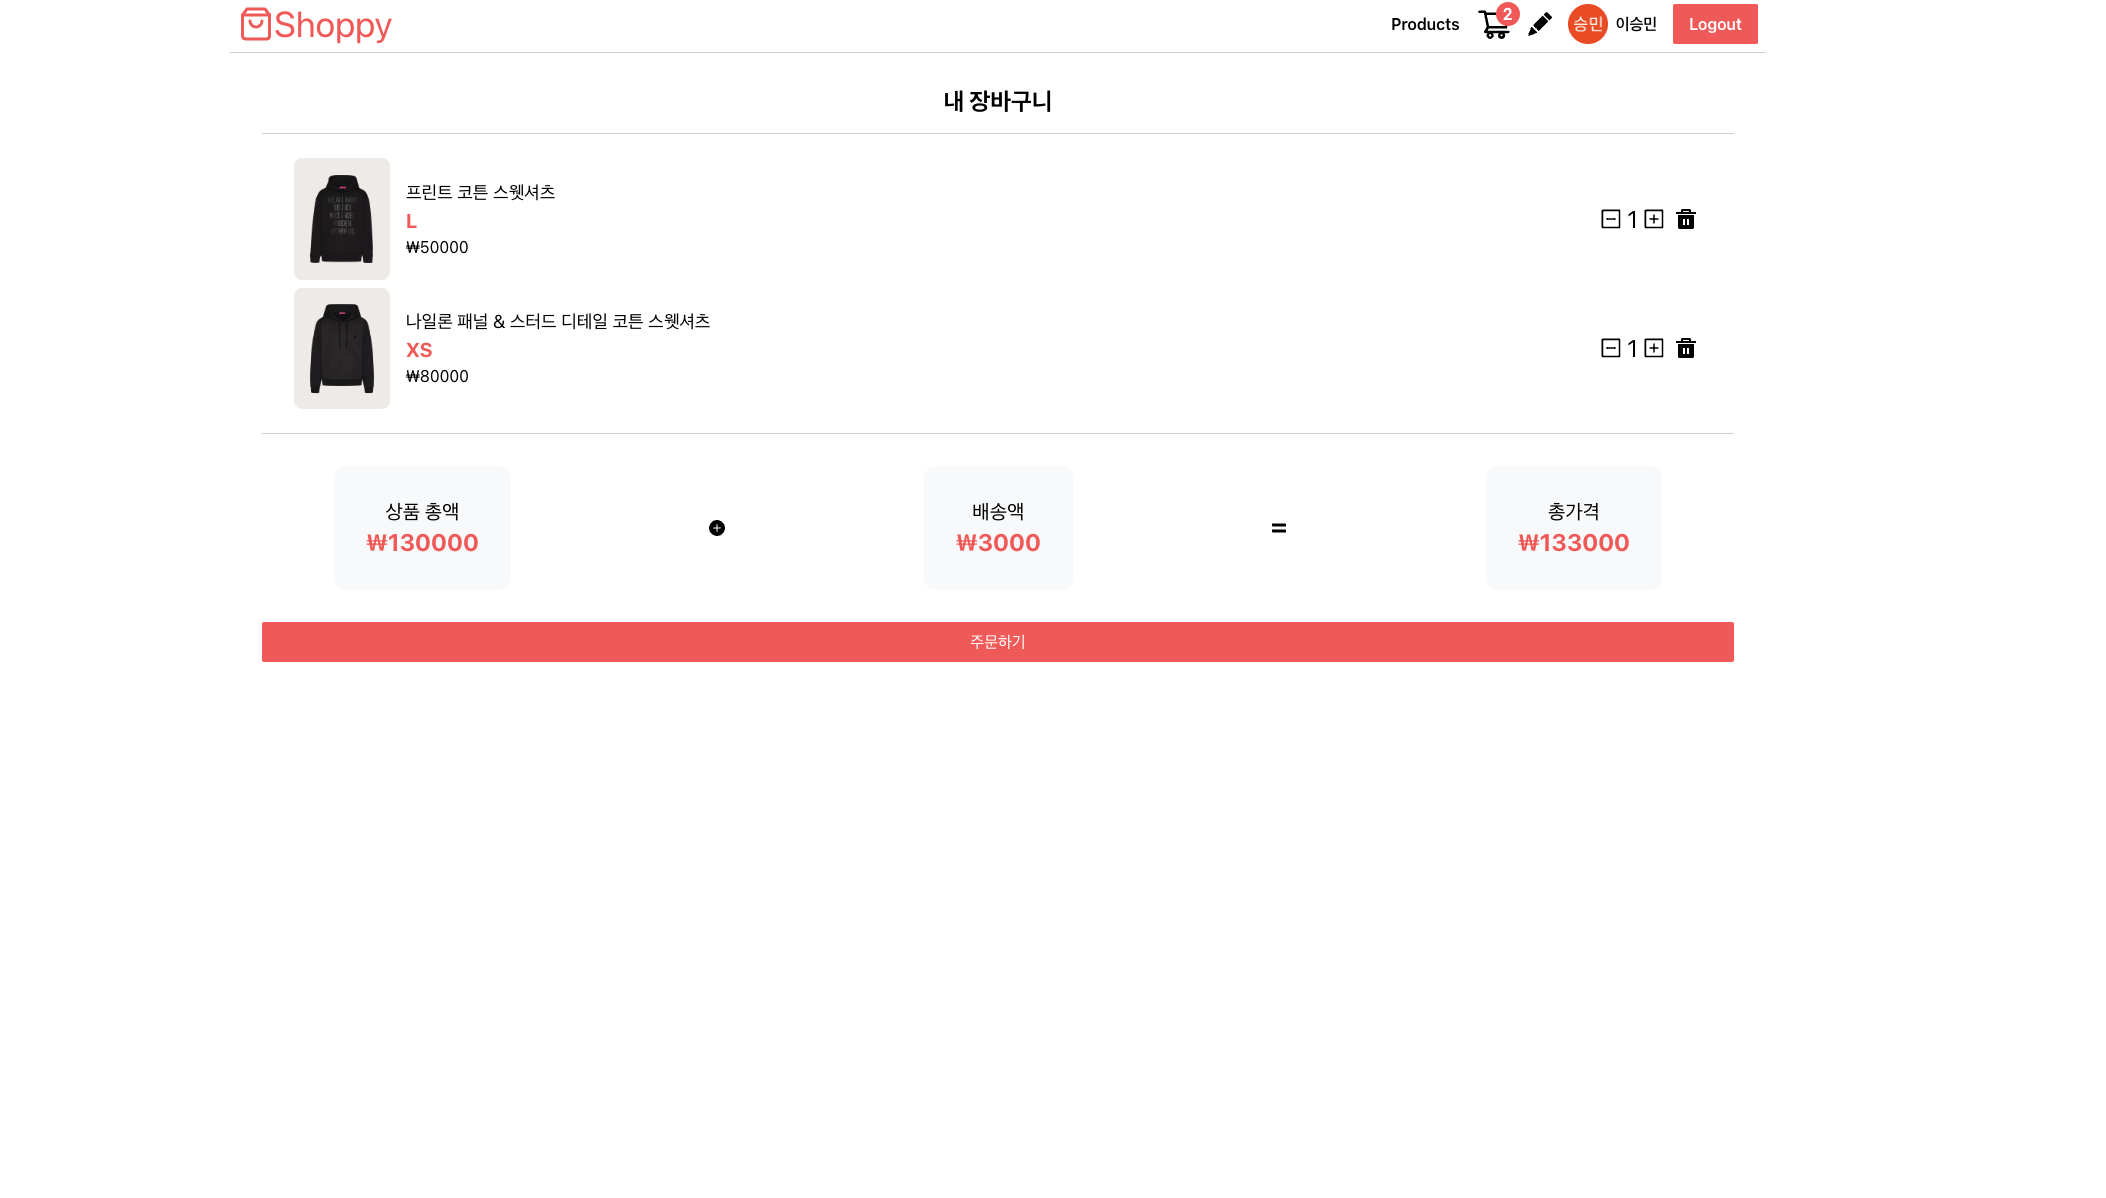 Shoppy
Products 2 승민 이승민 Logout
내 장바구니
프린트 코튼 스웻셔츠
L
₩50000
1
나일론 패널 & 스터드 디테일 코튼 스웻셔츠
XS
₩80000
1
상품 총액
₩130000
배송액
₩3000
총가격
₩133000
주문하기